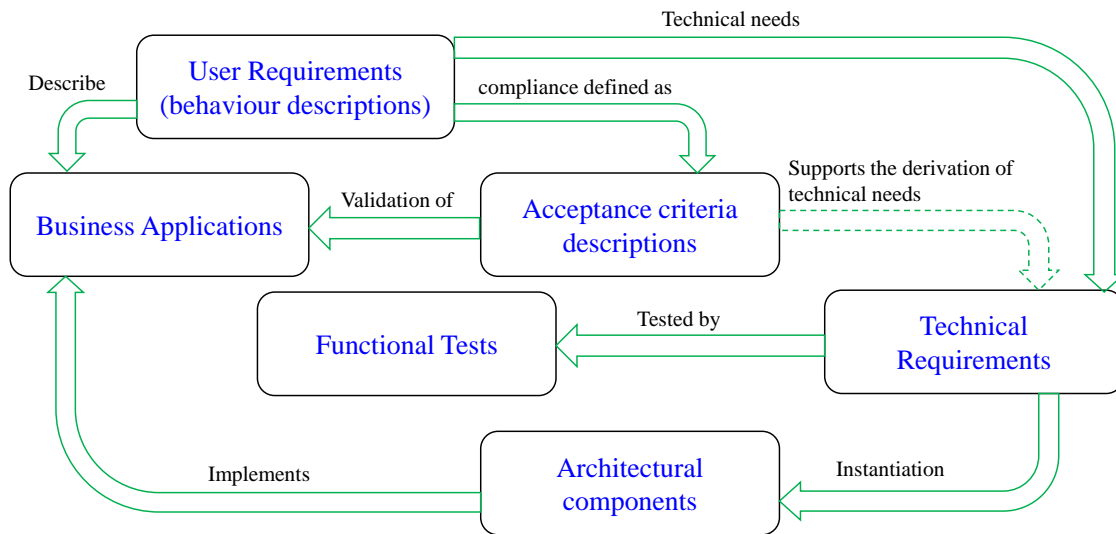 Technical needs
User Requirements
(behaviour descriptions)
Describe
compliance defined as
Supports the derivation of
technical needs
Validation of
Acceptance criteria
descriptions
Business Applications
Tested by
Technical
Requirements
Functional Tests
Architectural
components
Instantiation
Implements